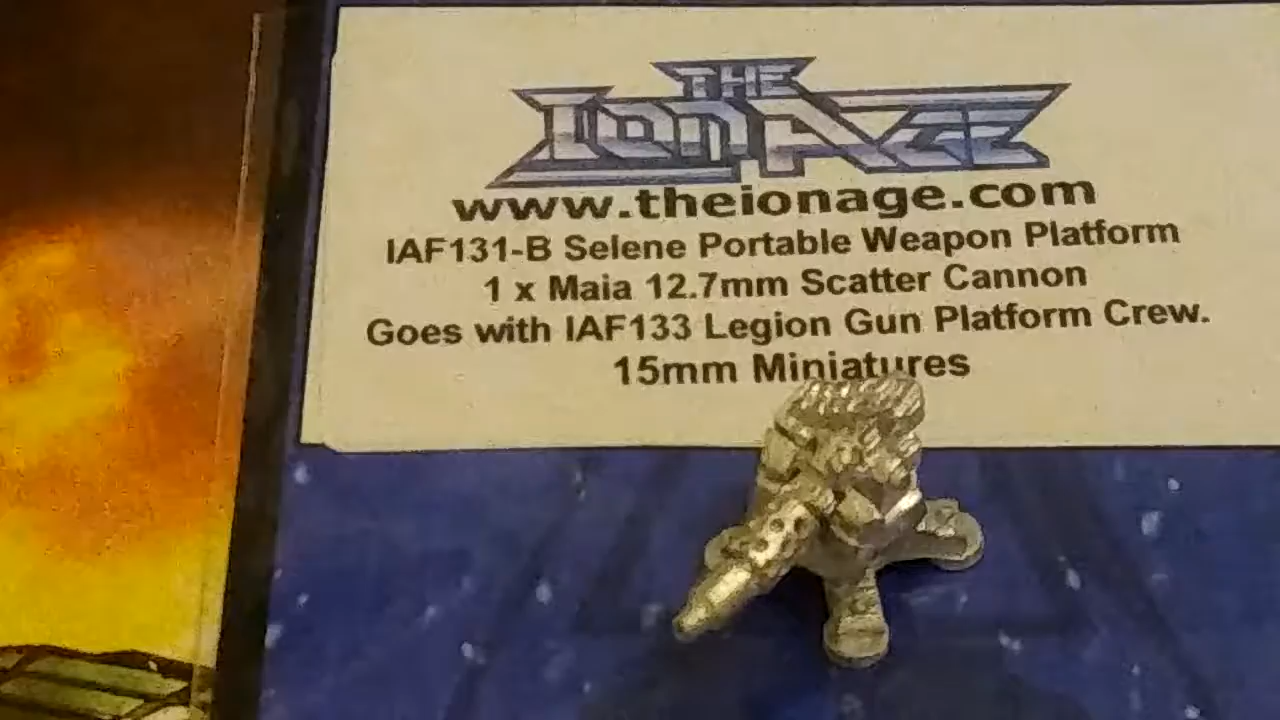 THE
ION AGE
www.theionage.com
IAF131-B Selene Portable Weapon Platform
1 x Maia 12.7mm Scatter Cannon
Goes with IAF133 Legion Gun Platform Crew.
15mm Miniatures